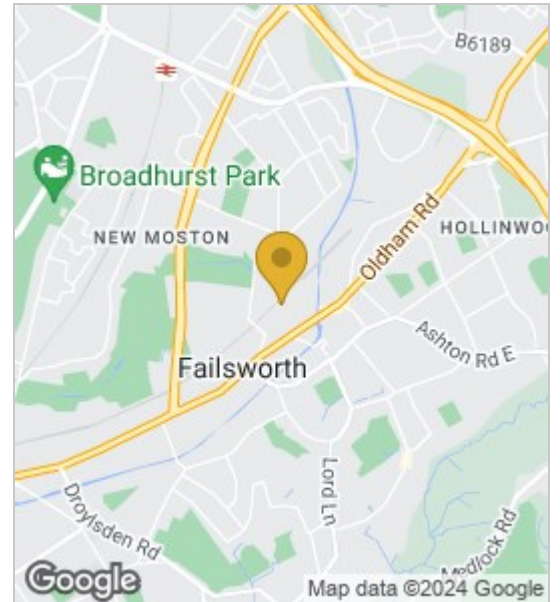 B6189
Broadhurst Park
NEW MOSTON
Oldham Rd
HOLLINWO
Failsworth
Ashton Rd E
Lord Ln
Droylsden Rd
Medlock Rd
Google
Map data ©2024 Google